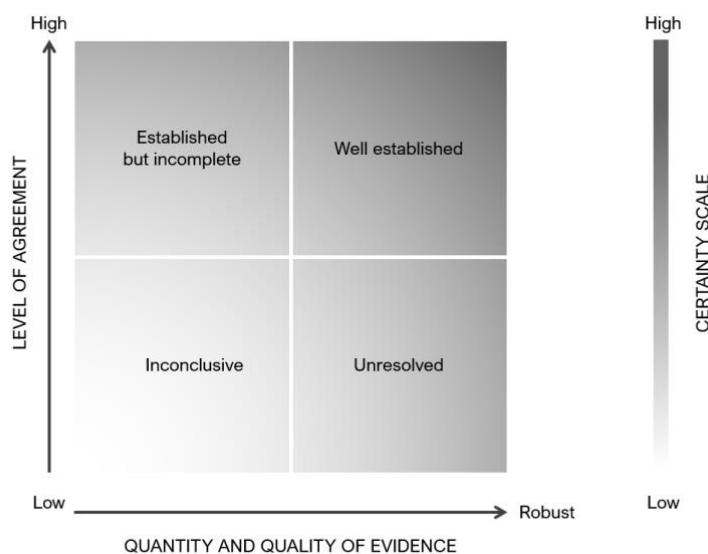 High
High
Established
but incomplete
Well established
LEVEL OF AGREEMENT
CERTAINTY SCALE
Inconclusive
Unresolved
Low
Robust
Low
QUANTITY AND QUALITY OF EVIDENCE